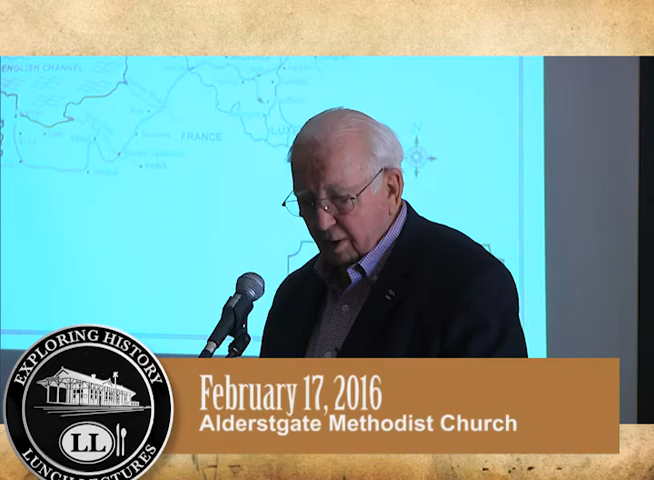 ENGLISH CHANNEL
FRANCE
LUX
N
EXPLORING HISTORY
LL
LUNCH LECTURES
February 17, 2016
Alderstgate Methodist Church